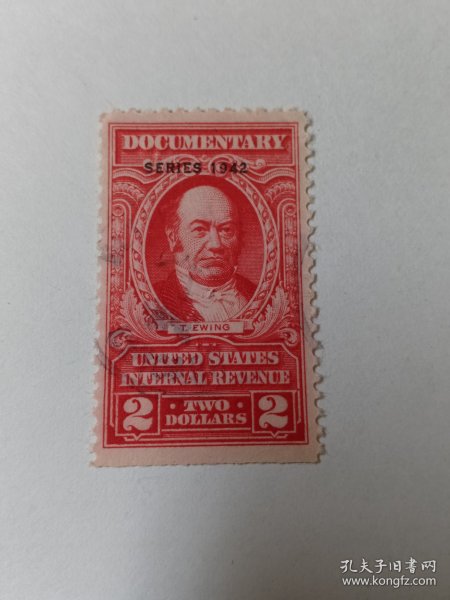 DOCUMENTARY
SERIES 1942
T. EWING
UNITED STATES
INTERNAL REVENUE
2 · TWO · 2
DOLLARS
孔夫子旧书网
www.kongfz.com